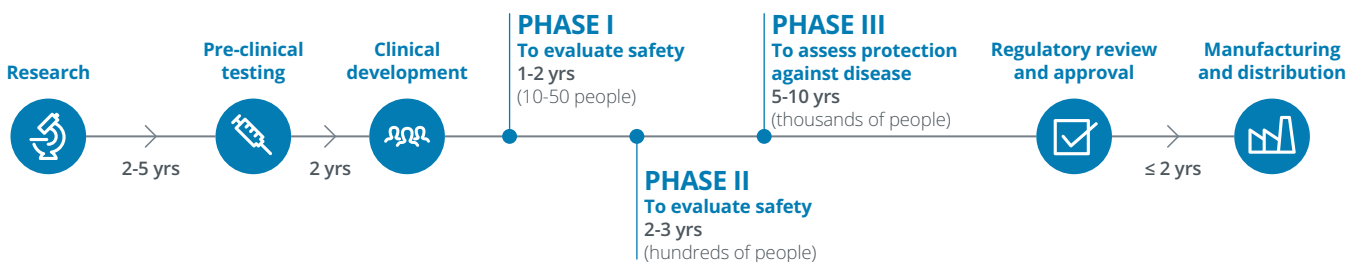 Research
2-5 yrs
Pre-clinical
testing
2 yrs
Clinical
development
PHASE I
To evaluate safety
1-2 yrs
(10-50 people)
PHASE II
To evaluate safety
2-3 yrs
(hundreds of people)
PHASE III
To assess protection
against disease
5-10 yrs
(thousands of people)
Regulatory review
and approval
≤ 2 yrs
Manufacturing
and distribution